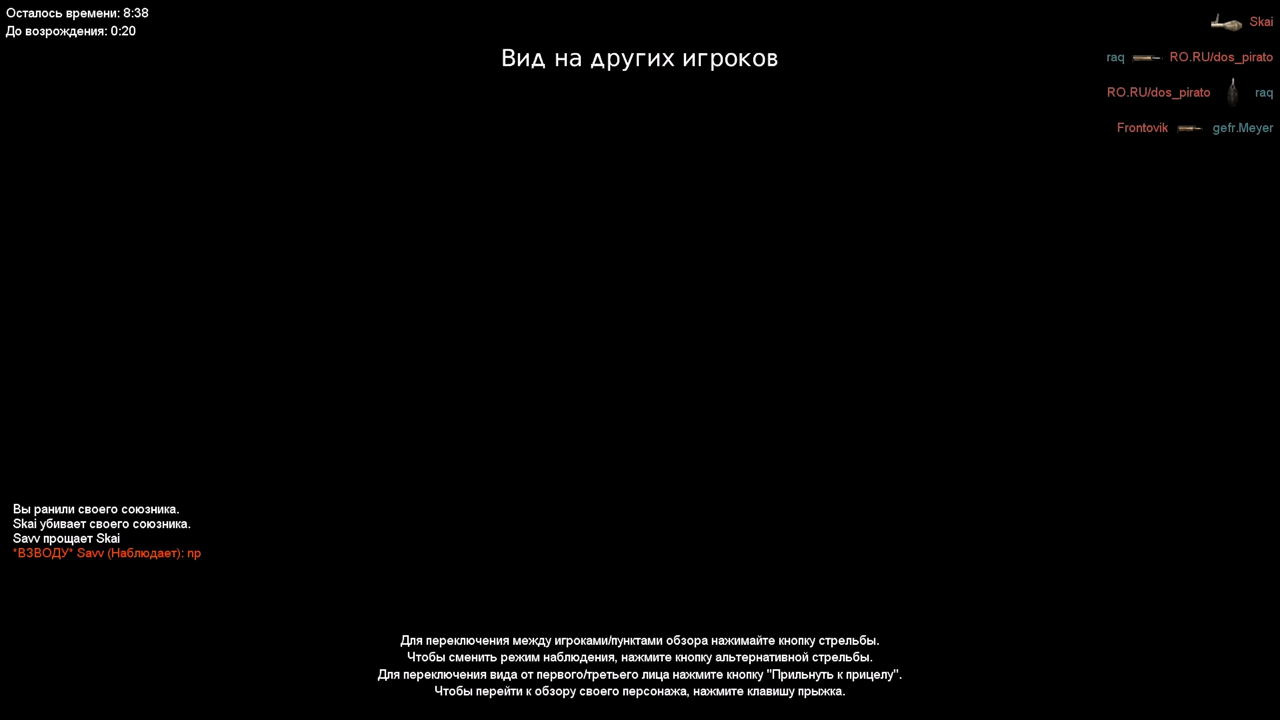 Осталось времени: 8:38
До возрождения: 0:20
Вид на других игроков
Skai
raq RO.RU/dos_pirato
RO.RU/dos_pirato raq
Frontovik gefr.Meyer
Вы ранили своего союзника.
Skai убивает своего союзника.
Savv прощает Skai
*ВЗВОДУ* Savv (Наблюдает): np
Для переключения между игроками/пунктами обзора нажимайте кнопку стрельбы.
Чтобы сменить режим наблюдения, нажмите кнопку альтернативной стрельбы.
Для переключения вида от первого/третьего лица нажмите кнопку "Прильнуть к прицелу".
Чтобы перейти к обзору своего персонажа, нажмите клавишу прыжка.